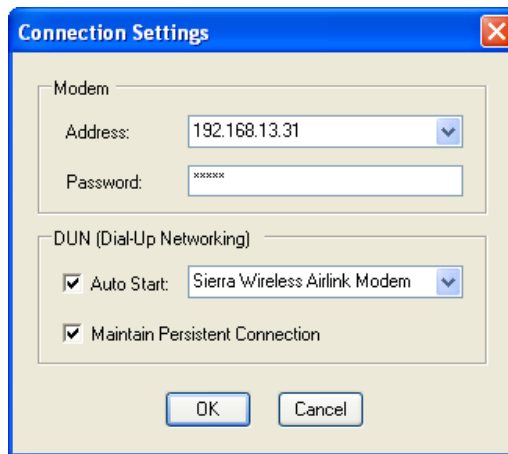 Connection Settings
Modem
Address: 192.168.13.31
Password: *****
DUN (Dial-Up Networking)
Auto Start: Sierra Wireless Airlink Modem
Maintain Persistent Connection
OK Cancel